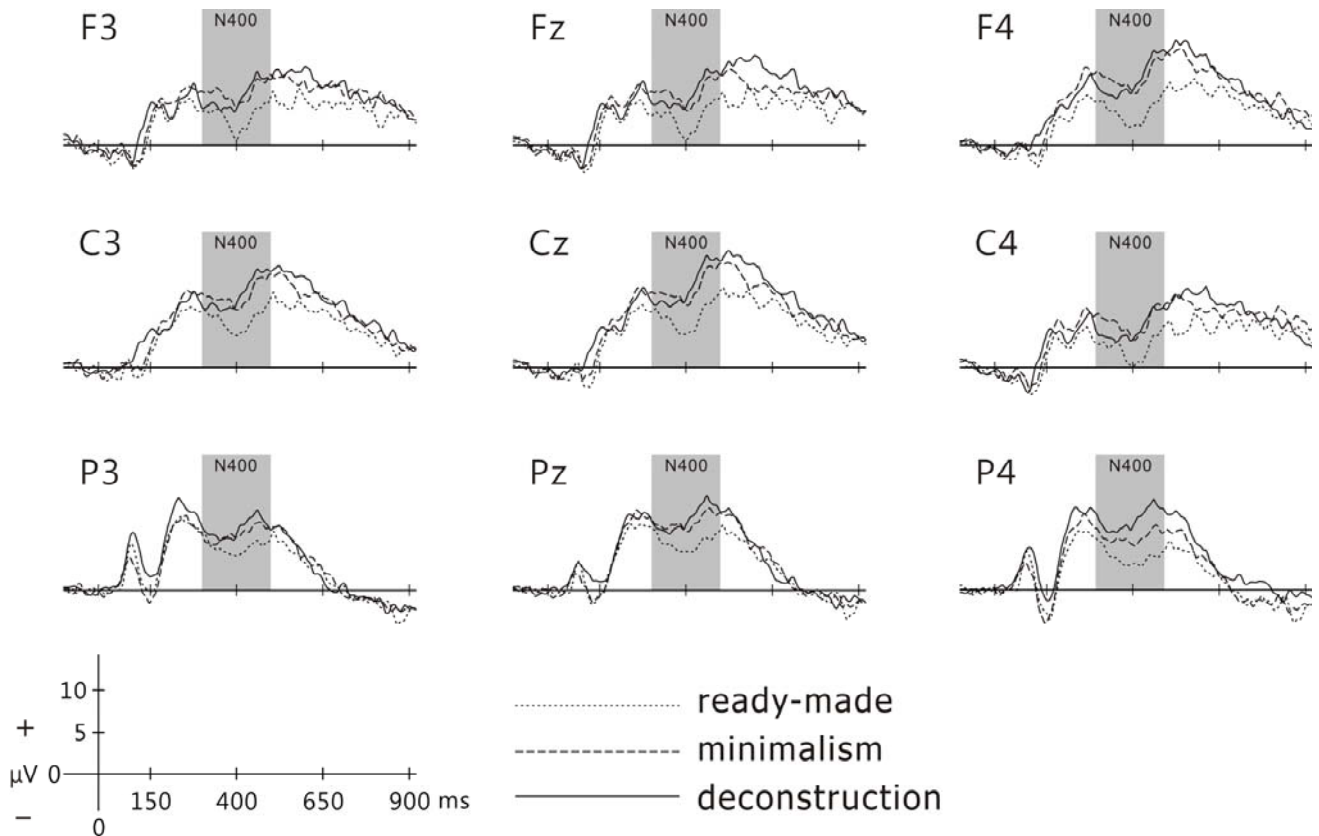 F3 N400
Fz N400
F4 N400
C3 N400
Cz N400
C4 N400
P3 N400
Pz N400
P4 N400
10
+ 5
µV 0
−
150 400 650 900 ms
0
ready-made
minimalism
deconstruction